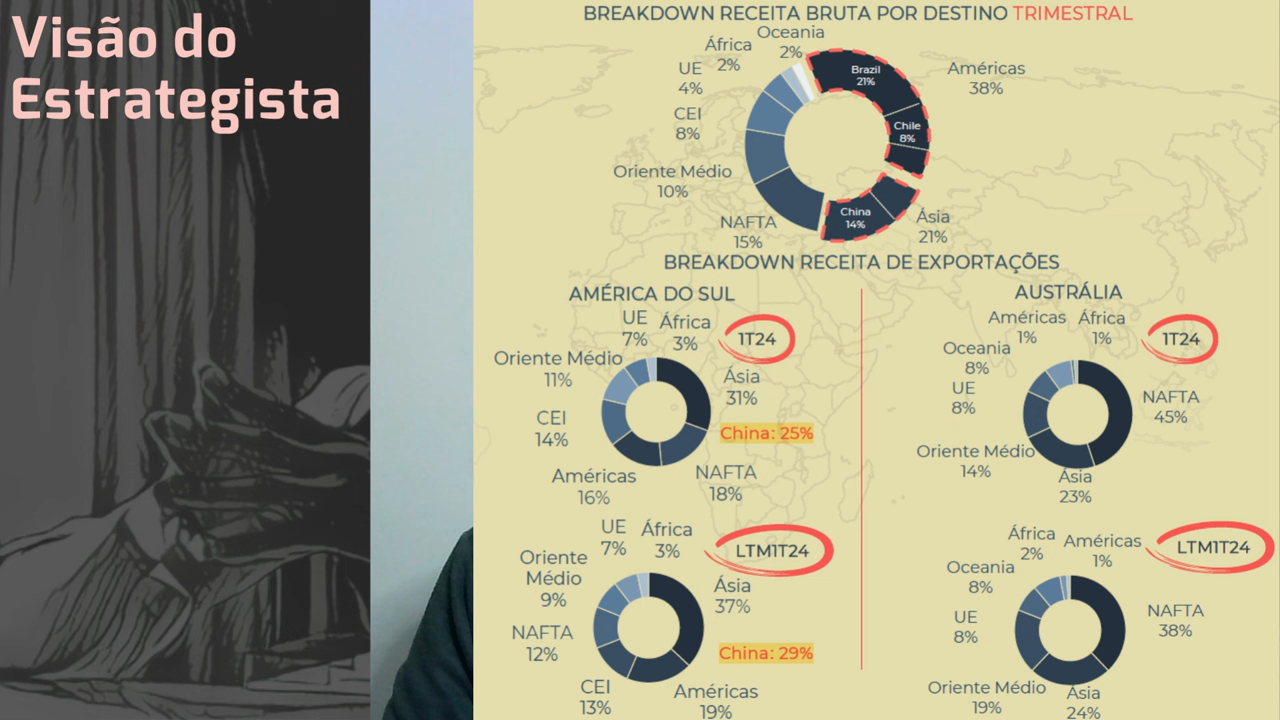 Visão do
Estrategista
BREAKDOWN RECEITA BRUTA POR DESTINO TRIMESTRAL
Oceania
2%
África
2%
UE
4%
CEI
8%
Oriente Médio
10%
NAFTA
15%
Brazil
21%
Chile
8%
Américas
38%
China
14%
Ásia
21%
BREAKDOWN RECEITA DE EXPORTAÇÕES
AMÉRICA DO SUL
1T24
UE
7%
África
3%
Oriente Médio
11%
Ásia
31%
China: 25%
CEI
14%
Américas
16%
NAFTA
18%
LTM1T24
UE
7%
África
3%
Oriente
Médio
9%
Ásia
37%
NAFTA
12%
China: 29%
CEI
13%
Américas
19%
AUSTRÁLIA
1T24
Américas
1%
África
1%
Oceania
8%
UE
8%
NAFTA
45%
Oriente Médio
14%
Ásia
23%
LTM1T24
África
2%
Américas
1%
Oceania
8%
UE
8%
NAFTA
38%
Oriente Médio
19%
Ásia
24%